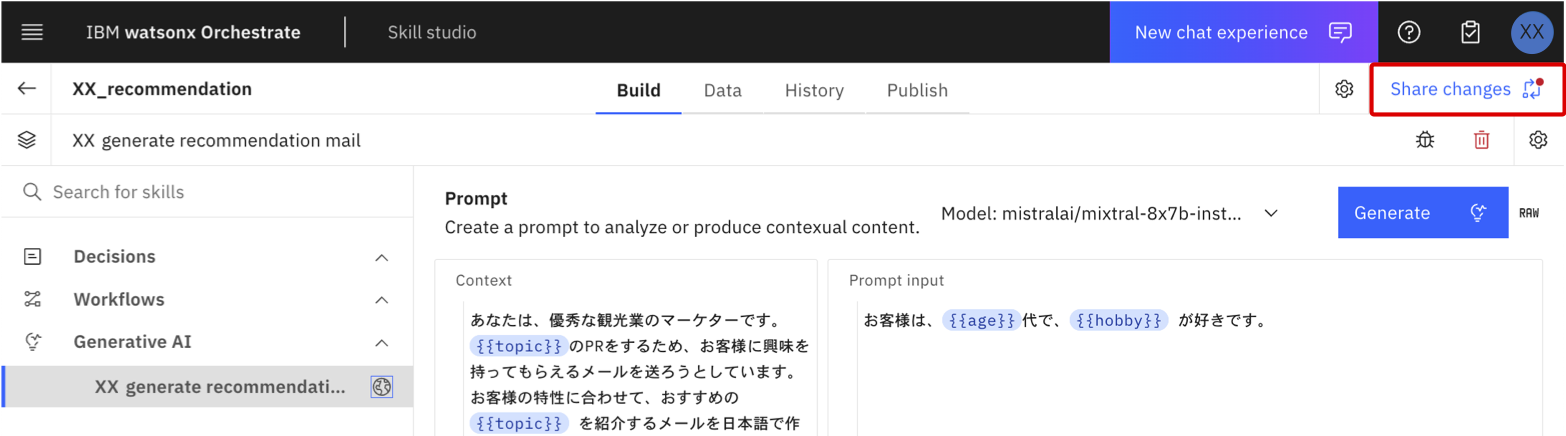 IBM watsonx Orchestrate
Skill studio
New chat experience
XX
XX_recommendation
Build
Data
History
Publish
Share changes
XX generate recommendation mail
Search for skills
Decisions
Workflows
Generative AI
XX generate recommendati...
Prompt
Create a prompt to analyze or produce contexual content.
Model: mistralai/mixtral-8x7b-inst...
Generate
RAW
Context
あなたは、優秀な観光業のマーケターです。
{{topic}}のPRをするため、お客様に興味を
持ってもらえるメールを送ろうとしています。
お客様の特性に合わせて、おすすめの
{{topic}} を紹介するメールを日本語で作
Prompt input
お客様は、{{age}}代で、{{hobby}} が好きです。